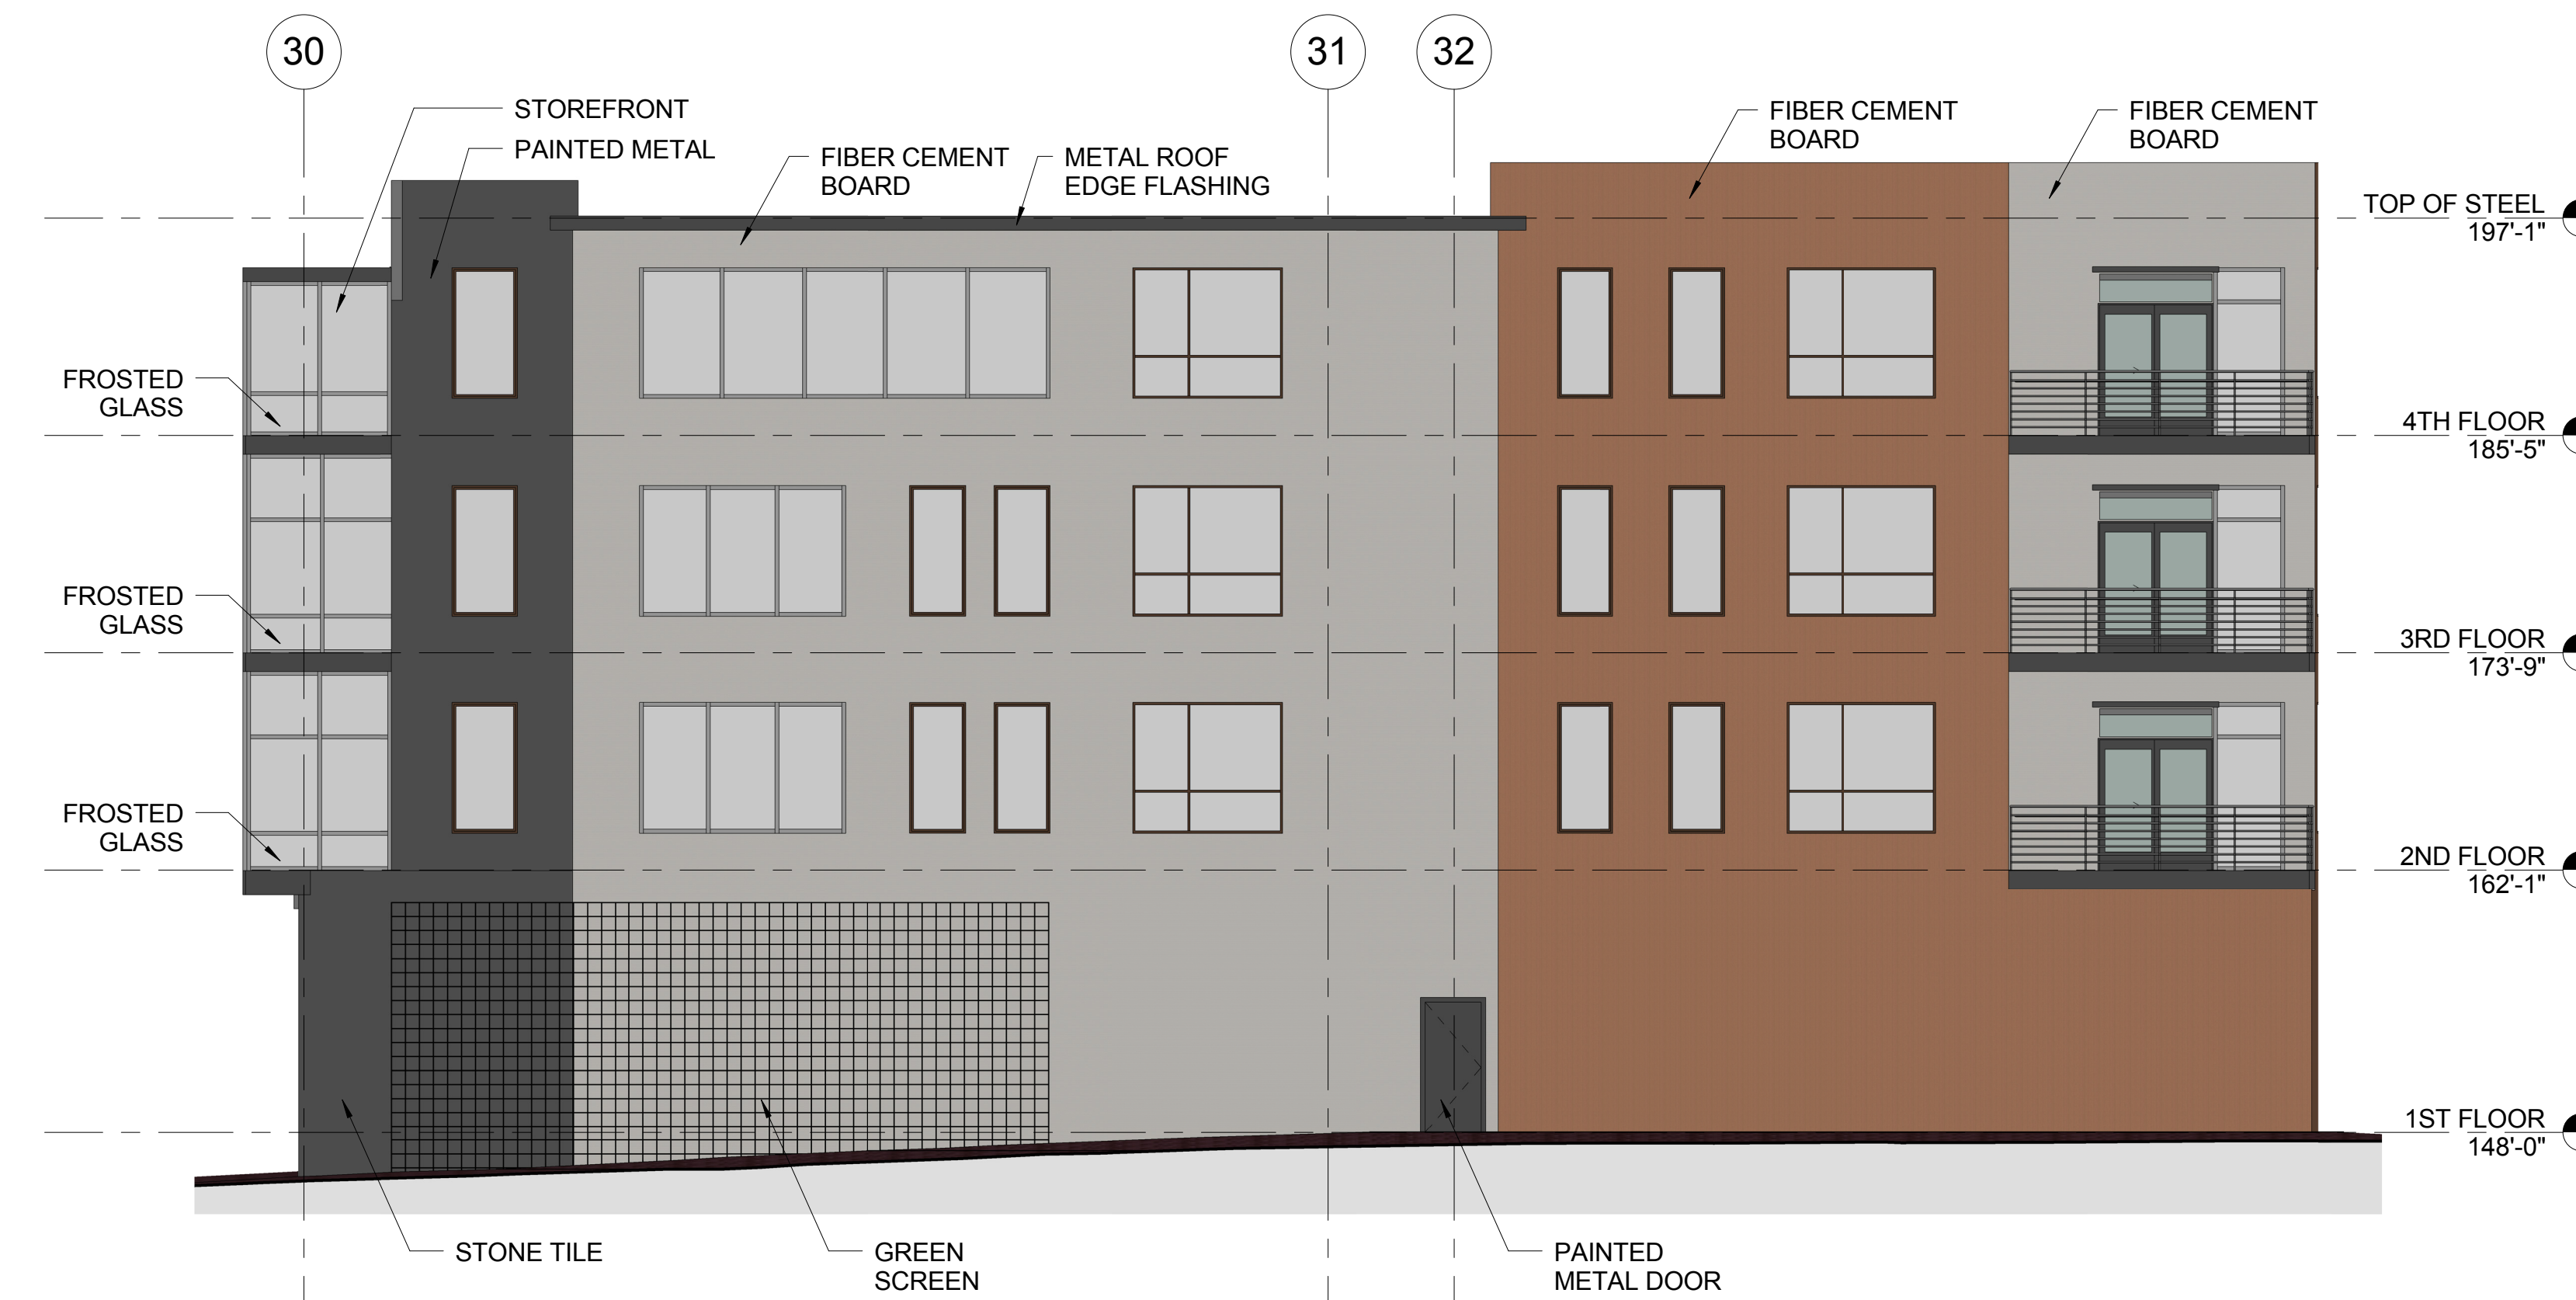 30
31
32
STOREFRONT
PAINTED METAL
FIBER CEMENT
BOARD
METAL ROOF
EDGE FLASHING
FIBER CEMENT
BOARD
FIBER CEMENT
BOARD
TOP OF STEEL
197'-1"
FROSTED
GLASS
4TH FLOOR
185'-5"
FROSTED
GLASS
3RD FLOOR
173'-9"
FROSTED
GLASS
2ND FLOOR
162'-1"
1ST FLOOR
148'-0"
STONE TILE
GREEN
SCREEN
PAINTED
METAL DOOR